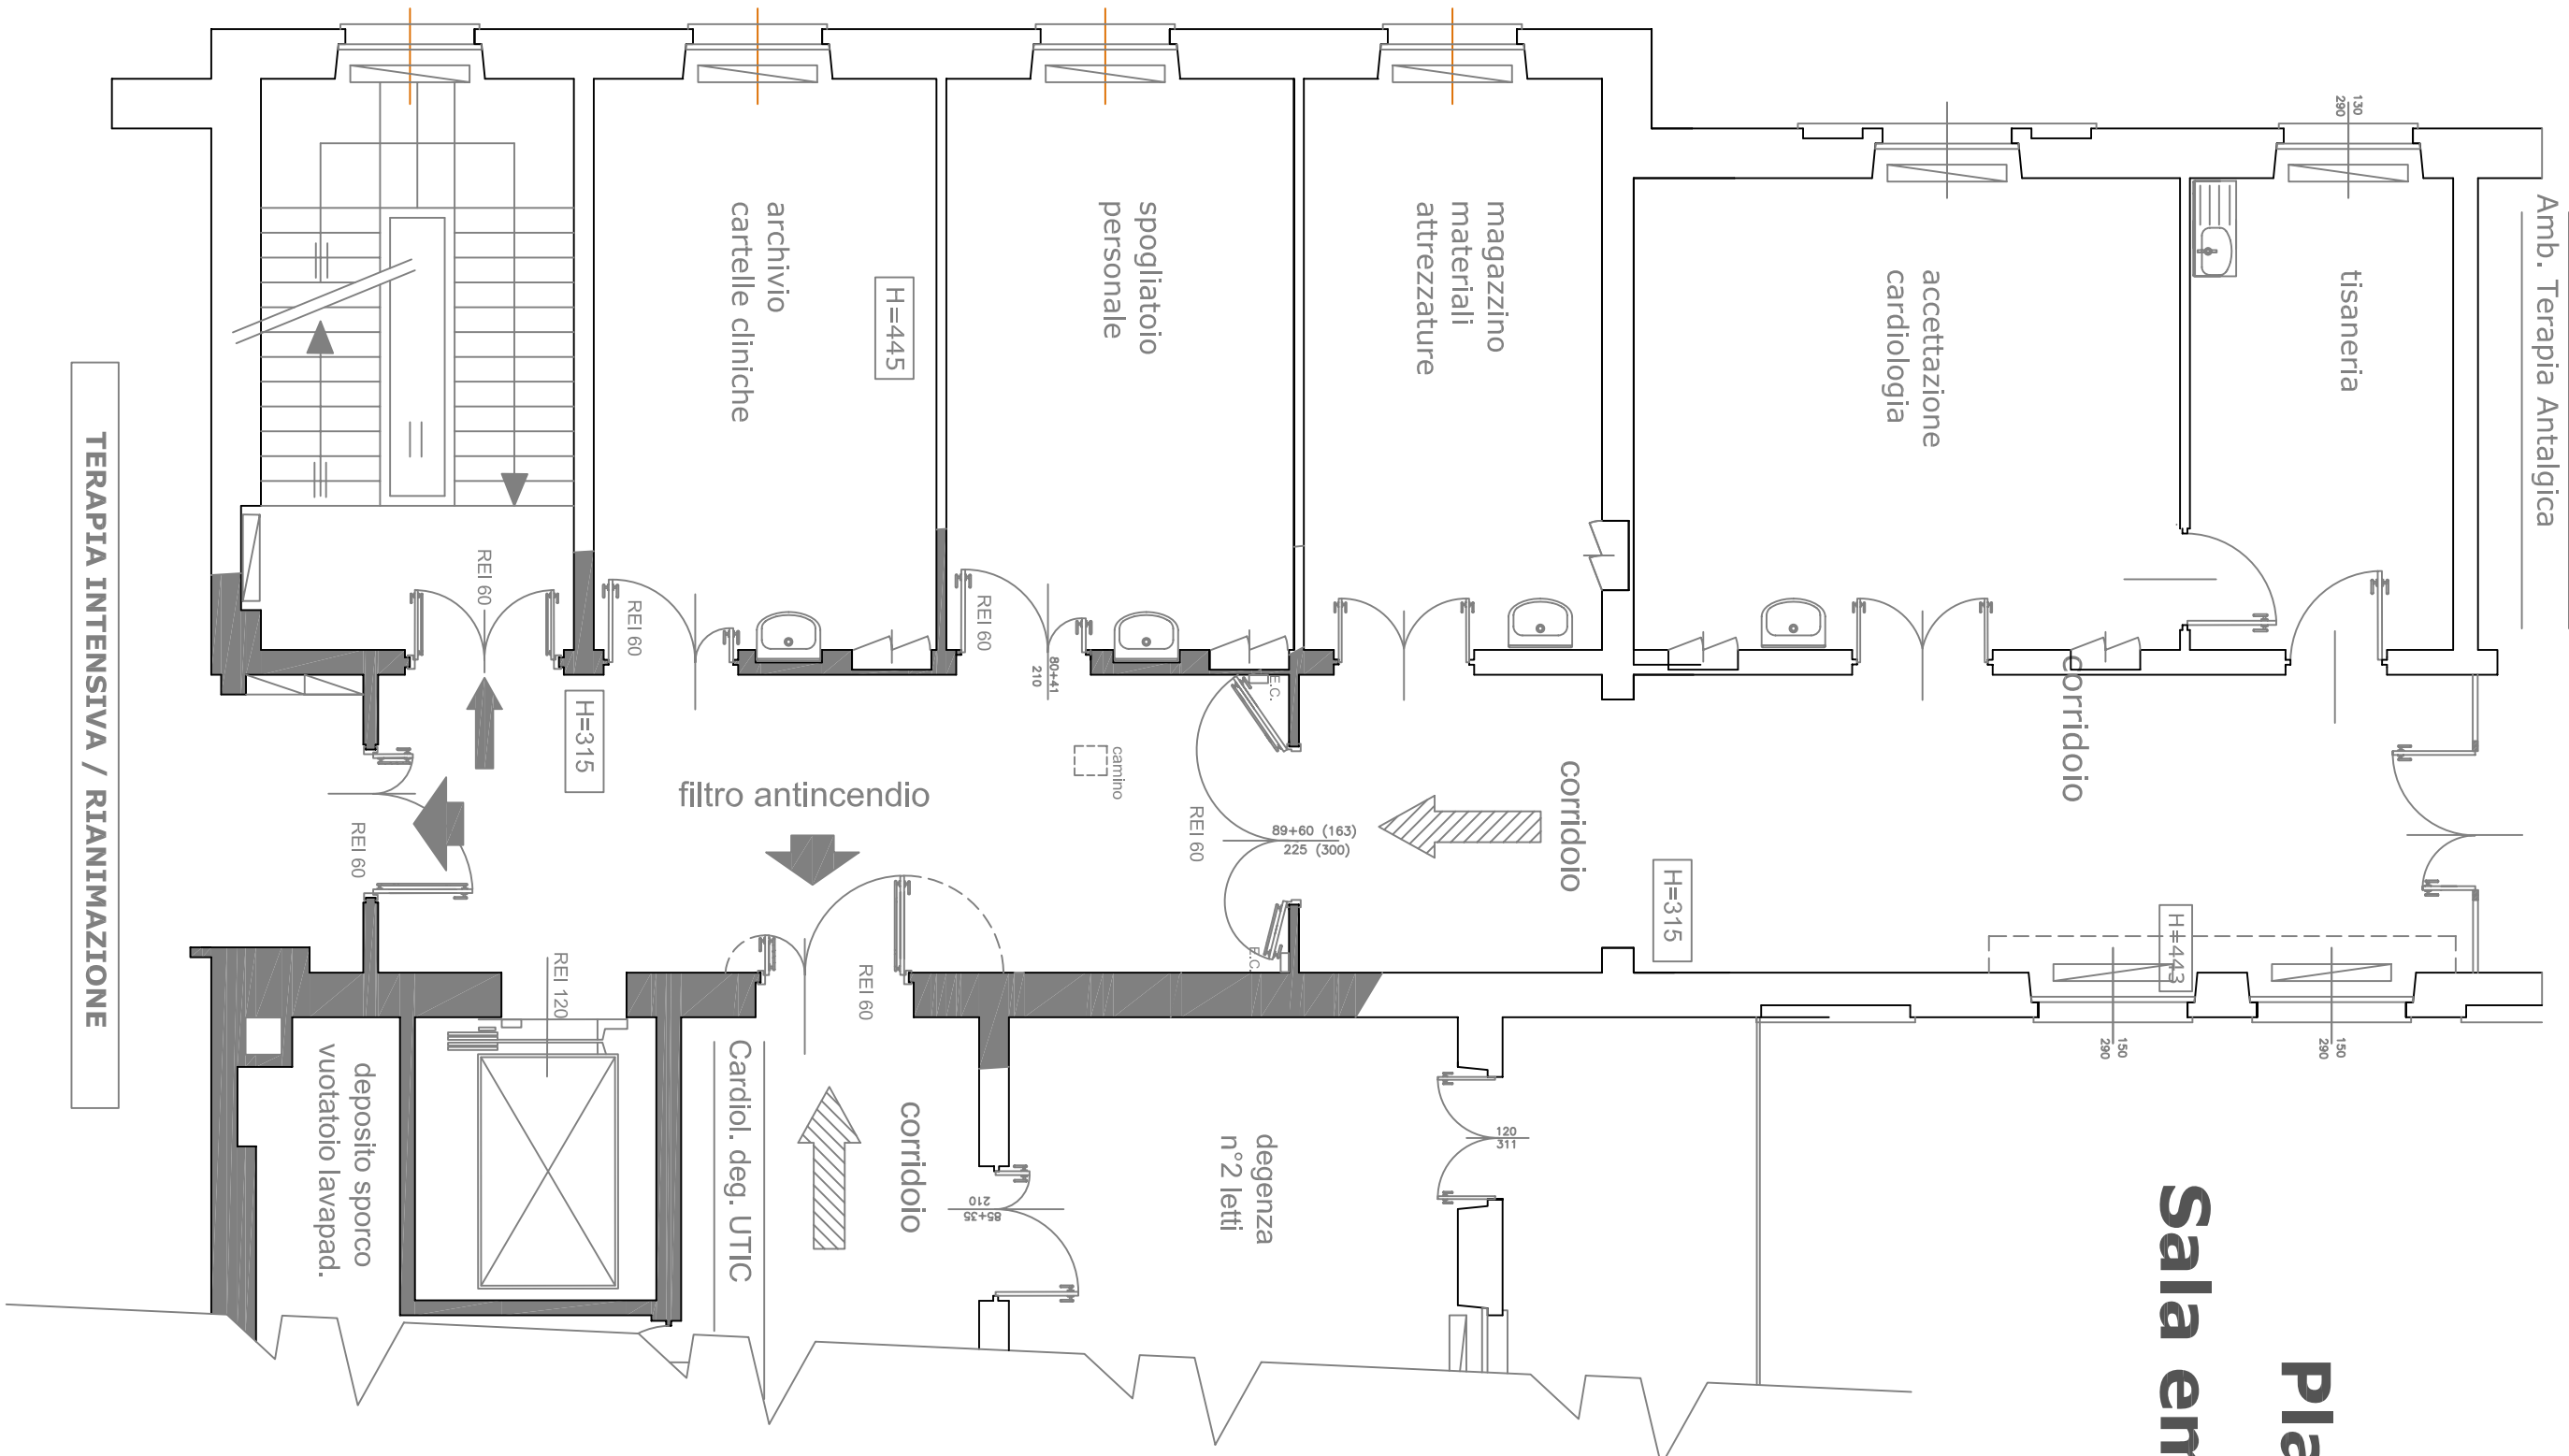 TERAPIA INTENSIVA / RIANIMAZIONE
archivio
cartelle cliniche
H=445
spogliatoio
personale
magazzino
materiali
attrezzature
accettazione
cardiologia
tisaneria
130
290
Amb. Terapia Antalgica
REI 60
REI 60
REI 60
80+41
210
E.C.
H=315
camino
filtro antincendio
REI 60
REI 60
89+60 (163)
225 (300)
corridoio
corridoio
H=315
H=443
E.C.
REI 120
REI 60
150
290
150
290
deposito sporco
vuotatoio lavapad.
Cardiol. deg. UTIC
corridoio
85+35
210
degenza
n°2 letti
120
311
Sala